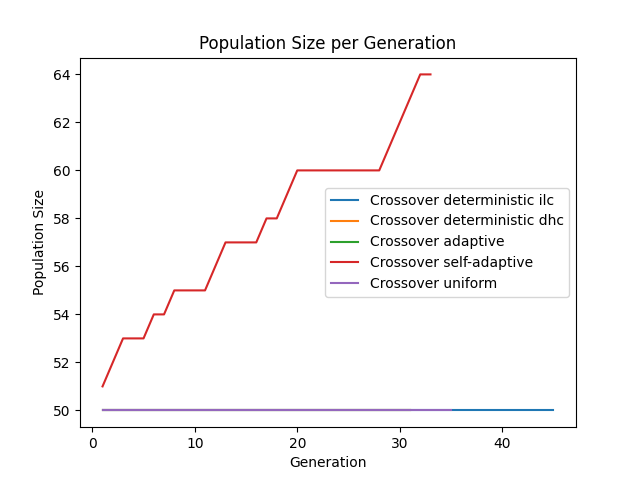 Population Size per Generation
64
62
60
58
56
54
52
50
Population Size
Crossover deterministic ilc
Crossover deterministic dhc
Crossover adaptive
Crossover self-adaptive
Crossover uniform
0
10
20
30
40
Generation